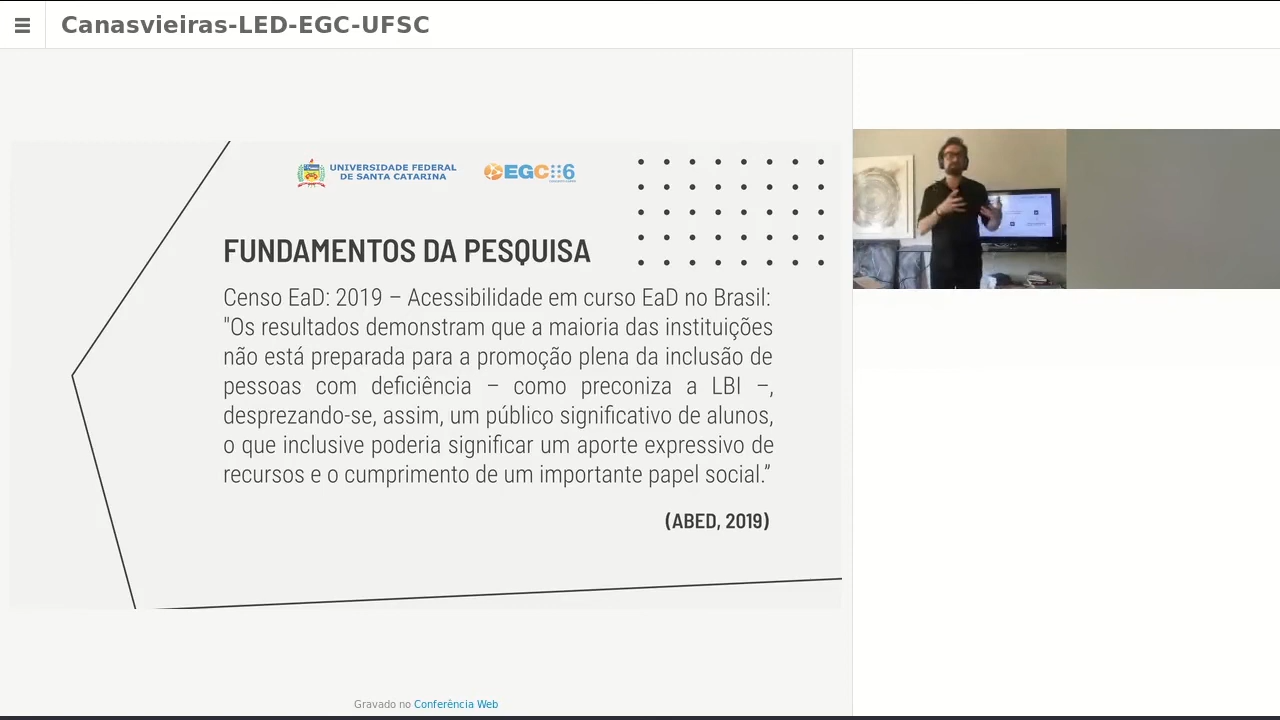 Canasvieiras-LED-EGC-UFSC
UNIVERSIDADE FEDERAL
DE SANTA CATARINA
EGC 6
FUNDAMENTOS DA PESQUISA
Censo EaD: 2019 – Acessibilidade em curso EaD no Brasil:
"Os resultados demonstram que a maioria das instituições
não está preparada para a promoção plena da inclusão de
pessoas com deficiência – como preconiza a LBI –,
desprezando-se, assim, um público significativo de alunos,
o que inclusive poderia significar um aporte expressivo de
recursos e o cumprimento de um importante papel social.”
(ABED, 2019)
Gravado no Conferência Web